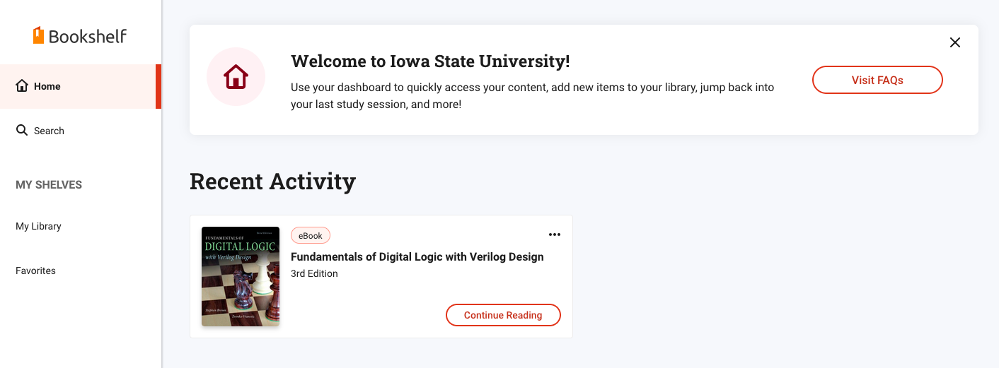 Bookshelf
Home
Search
MY SHELVES
My Library
Favorites
Welcome to Iowa State University!
Use your dashboard to quickly access your content, add new items to your library, jump back into
your last study session, and more!
Visit FAQs
Recent Activity
Third Edition
FUNDAMENTALS OF
DIGITAL LOGIC
with Verilog Design
Stephen Brown
Zvonko Vranesic
eBook
Fundamentals of Digital Logic with Verilog Design
3rd Edition
Continue Reading